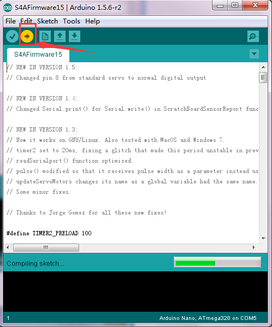 S4AFirmware15 | Arduino 1.5.6-r2
File Edit Sketch Tools Help
S4AFirmware15
// NEW IN VERSION 1.5:
// Changed pin 8 from standard servo to normal digital output
// NEW IN VERSION 1.4:
// Changed Serial.print() for Serial.write() in ScratchBoardSensorReport func
// NEW IN VERSION 1.3:
// Now it works on GNU/Linux. Also tested with MacOS and Windows 7.
// timer2 set to 20ms, fixing a glitch that made this period unstable in prev
// readSerialport() function optimized.
// pulse() modified so that it receives pulse width as a parameter instead us
// updateServoMotors changes its name as a global variable had the same name.
// Some minor fixes.
// Thanks to Jorge Gomez for all these new fixes!
#define TIMER2_PRELOAD 100
Compiling sketch...
1
Arduino Nano, ATmega328 on COM5